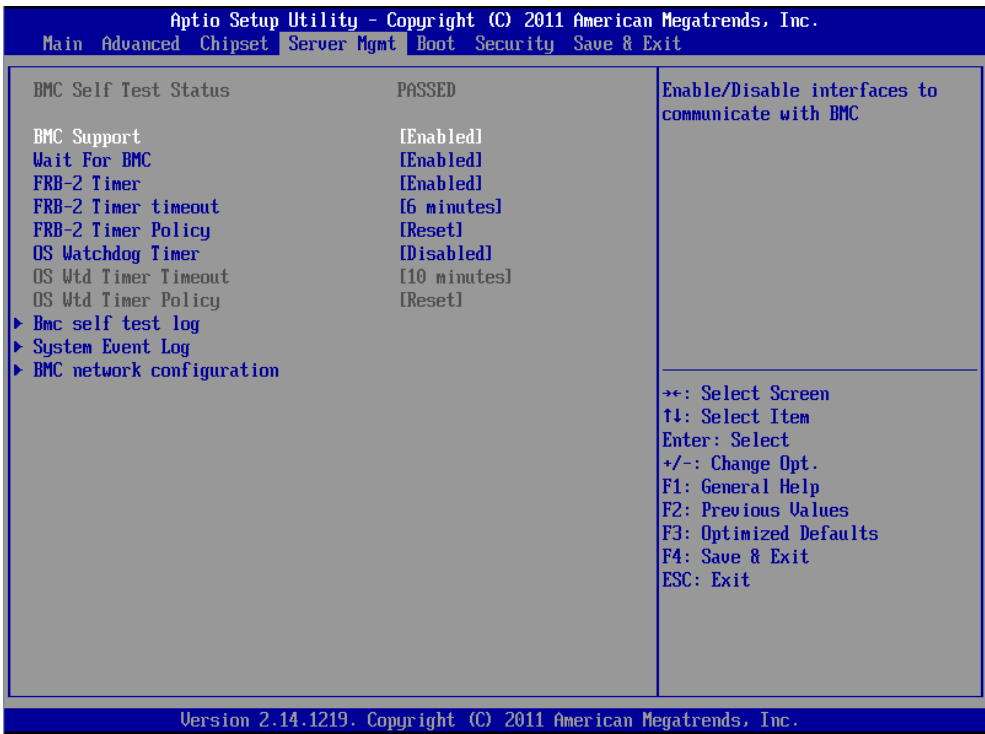 Aptio Setup Utility - Copyright (C) 2011 American Megatrends, Inc.
Main Advanced Chipset Server Mgmt Boot Security Save & Exit
BMC Self Test Status PASSED
BMC Support [Enabled]
Wait For BMC [Enabled]
FRB-2 Timer [Enabled]
FRB-2 Timer timeout [6 minutes]
FRB-2 Timer Policy [Reset]
OS Watchdog Timer [Disabled]
OS Wtd Timer Timeout [10 minutes]
OS Wtd Timer Policy [Reset]
Bmc self test log
System Event Log
BMC network configuration
Enable/Disable interfaces to
communicate with BMC
→←: Select Screen
↑↓: Select Item
Enter: Select
+/-: Change Opt.
F1: General Help
F2: Previous Values
F3: Optimized Defaults
F4: Save & Exit
ESC: Exit
Version 2.14.1219. Copyright (C) 2011 American Megatrends, Inc.